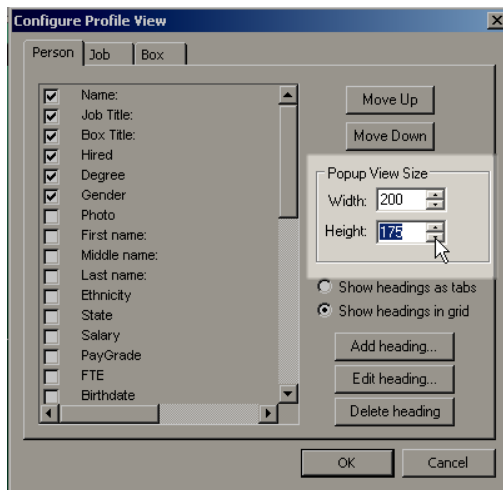 Configure Profile View
Person Job Box
Name:
Job Title:
Box Title:
Hired
Degree
Gender
Photo
First name:
Middle name:
Last name:
Ethnicity
State
Salary
PayGrade
FTE
Birthdate
Move Up
Move Down
Popup View Size
Width: 200
Height: 175
Show headings as tabs
Show headings in grid
Add heading...
Edit heading...
Delete heading
OK Cancel